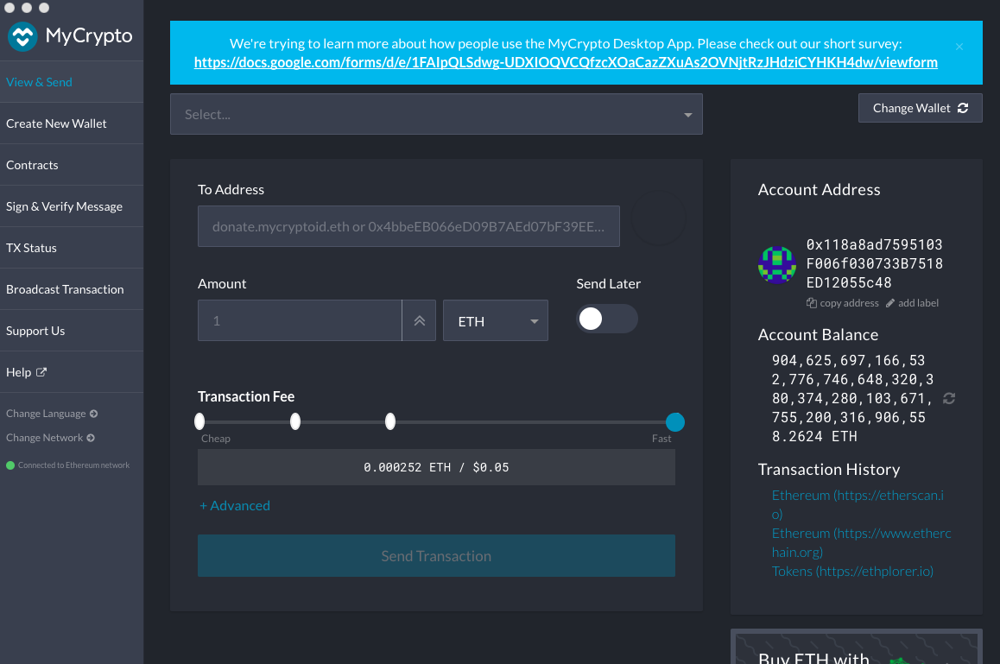 MyCrypto
View & Send
Create New Wallet
Contracts
Sign & Verify Message
TX Status
Broadcast Transaction
Support Us
Help
Change Language
Change Network
Connected to Ethereum network
We're trying to learn more about how people use the MyCrypto Desktop App. Please check out our short survey:
https://docs.google.com/forms/d/e/1FAIpQLSdwg-UDXIOQVCQfzcXOaCazZXuAs2OVNjtRzJHdziCYHKH4dw/viewform
×
Select...
Change Wallet
To Address
donate.mycryptoid.eth or 0x4bbeEB066eD09B7AEd07bF39EE...
Amount
Send Later
1
ETH
Transaction Fee
Cheap
Fast
0.000252 ETH / $0.05
+ Advanced
Send Transaction
Account Address
0x118a8ad7595103
F006f030733B7518
ED12055c48
copy address
add label
Account Balance
904,625,697,166,53
2,776,746,648,320,3
80,374,280,103,671,
755,200,316,906,55
8.2624 ETH
Transaction History
Ethereum (https://etherscan.i
o)
Ethereum (https://www.etherc
hain.org)
Tokens (https://ethplorer.io)
Buy ETH with